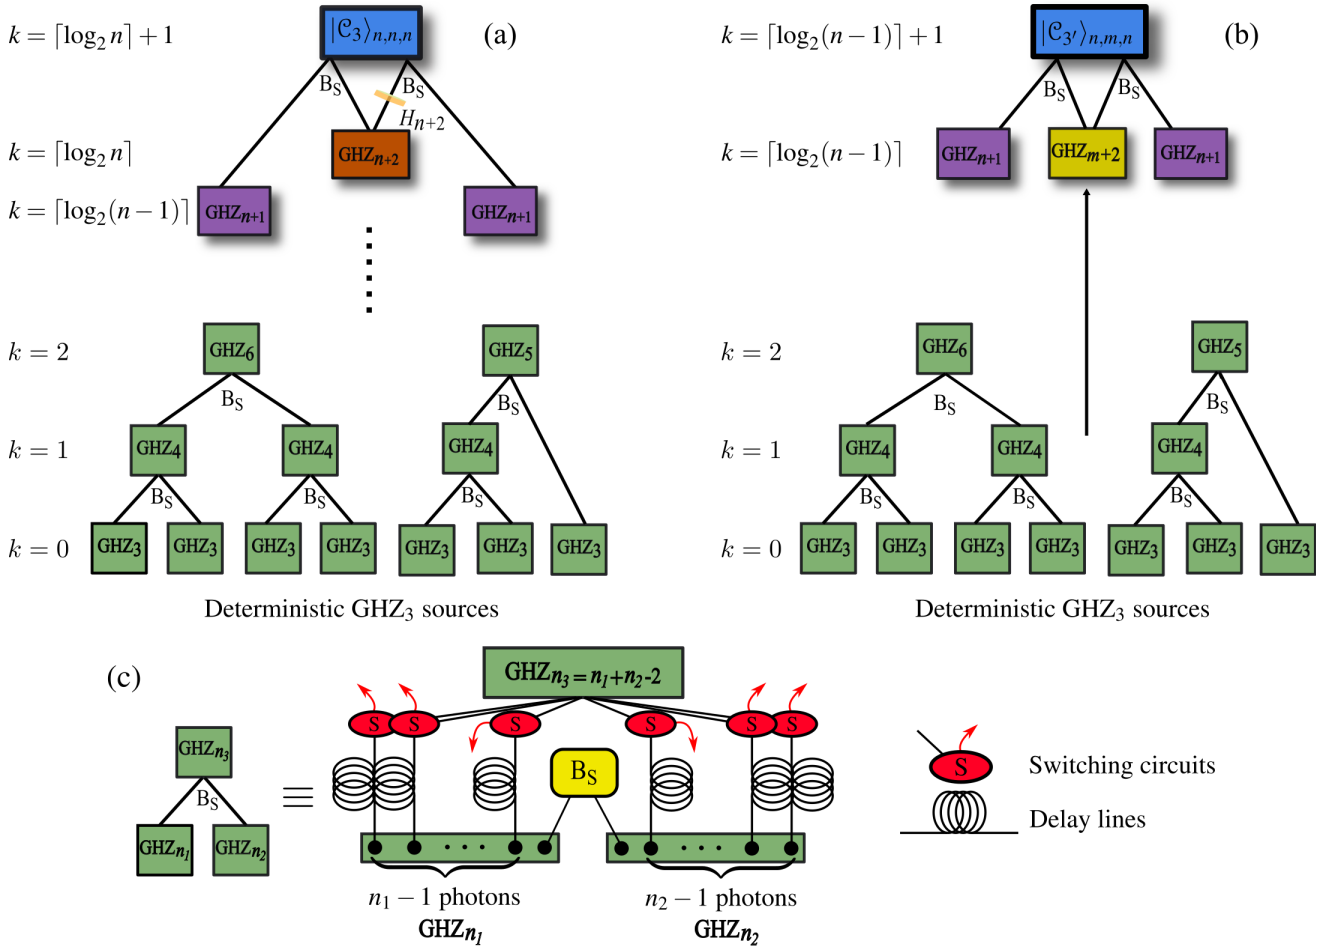 k = ⌈log₂ n⌉ + 1
|𝒞₃⟩n,n,n
(a)
B_S
B_S
H_{n+2}
k = ⌈log₂ n⌉
GHZ_{n+2}
k = ⌈log₂(n − 1)⌉
GHZ_{n+1}
GHZ_{n+1}
k = 2
GHZ₆
GHZ₅
B_S
B_S
k = 1
GHZ₄
GHZ₄
GHZ₄
B_S
B_S
B_S
k = 0
GHZ₃
GHZ₃
GHZ₃
GHZ₃
GHZ₃
GHZ₃
GHZ₃
Deterministic GHZ₃ sources
k = ⌈log₂(n − 1)⌉ + 1
|𝒞₃′⟩n,m,n
(b)
B_S
B_S
k = ⌈log₂(n − 1)⌉
GHZ_{n+1}
GHZ_{m+2}
GHZ_{n+1}
k = 2
GHZ₆
GHZ₅
B_S
B_S
k = 1
GHZ₄
GHZ₄
GHZ₄
B_S
B_S
B_S
k = 0
GHZ₃
GHZ₃
GHZ₃
GHZ₃
GHZ₃
GHZ₃
GHZ₃
Deterministic GHZ₃ sources
(c)
GHZ_{n₃}
B_S
GHZ_{n₁}
GHZ_{n₂}
≡
GHZ_{n₃ = n₁+n₂-2}
S
S
S
S
S
S
B_S
n₁ − 1 photons
GHZ_{n₁}
n₂ − 1 photons
GHZ_{n₂}
S
Switching circuits
Delay lines